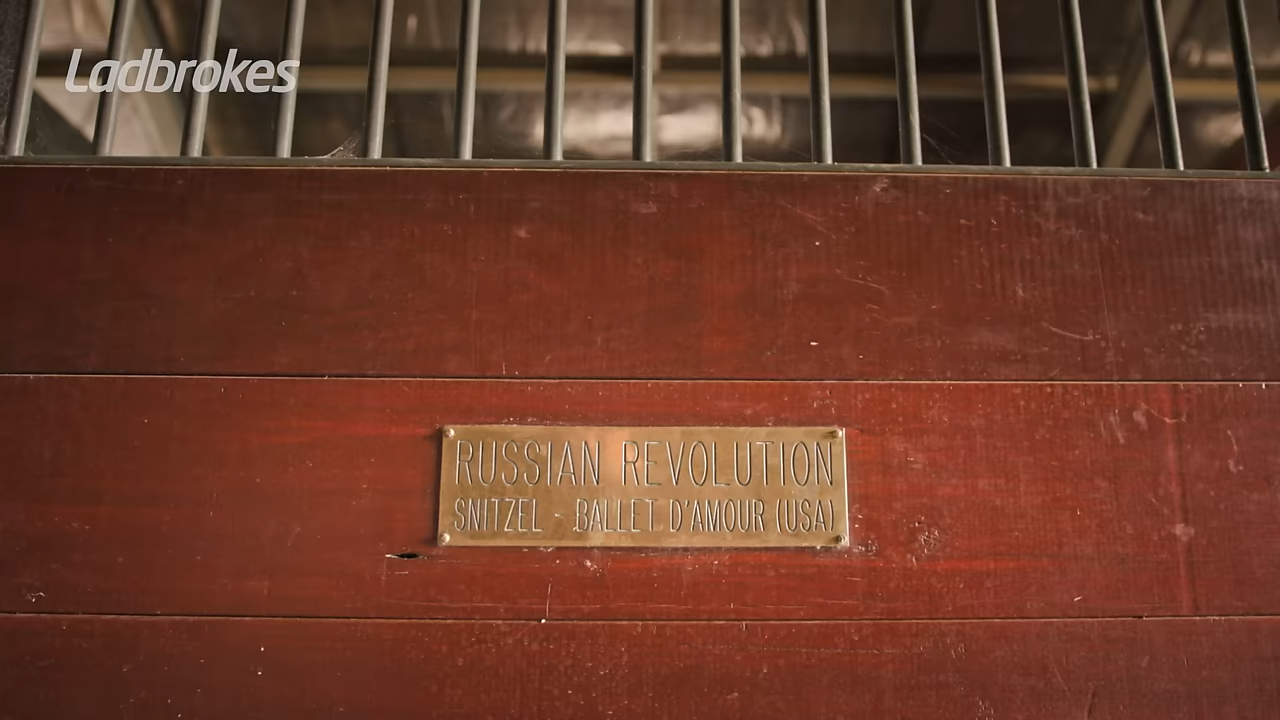 Ladbrokes
RUSSIAN REVOLUTION
SNITZEL - BALLET D'AMOUR (USA)